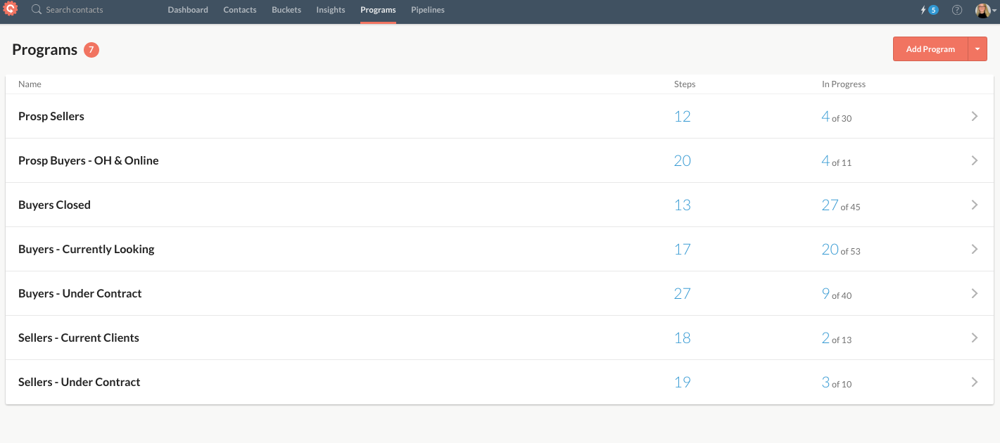 Search contacts Dashboard Contacts Buckets Insights Programs Pipelines 5 ?
Programs 7 Add Program
Name Steps In Progress
Prosp Sellers 12 4 of 30
Prosp Buyers - OH & Online 20 4 of 11
Buyers Closed 13 27 of 45
Buyers - Currently Looking 17 20 of 53
Buyers - Under Contract 27 9 of 40
Sellers - Current Clients 18 2 of 13
Sellers - Under Contract 19 3 of 10